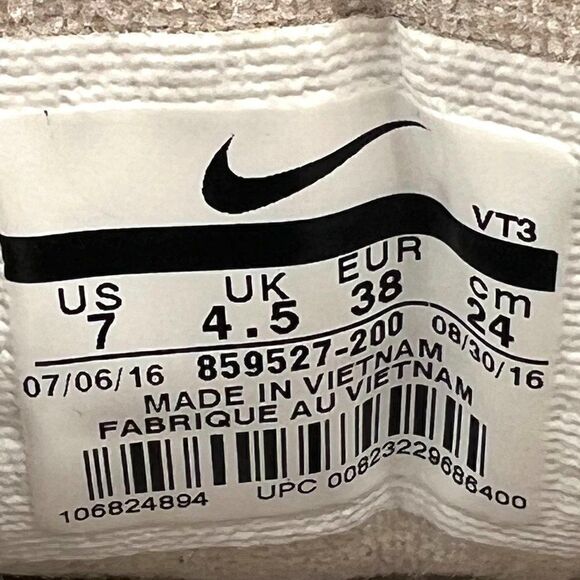 VT3
US UK EUR cm
7 4.5 38 24
07/06/16 859527-200 08/30/16
MADE IN VIETNAM
FABRIQUE AU VIETNAM
106824894 UPC 00823229686400